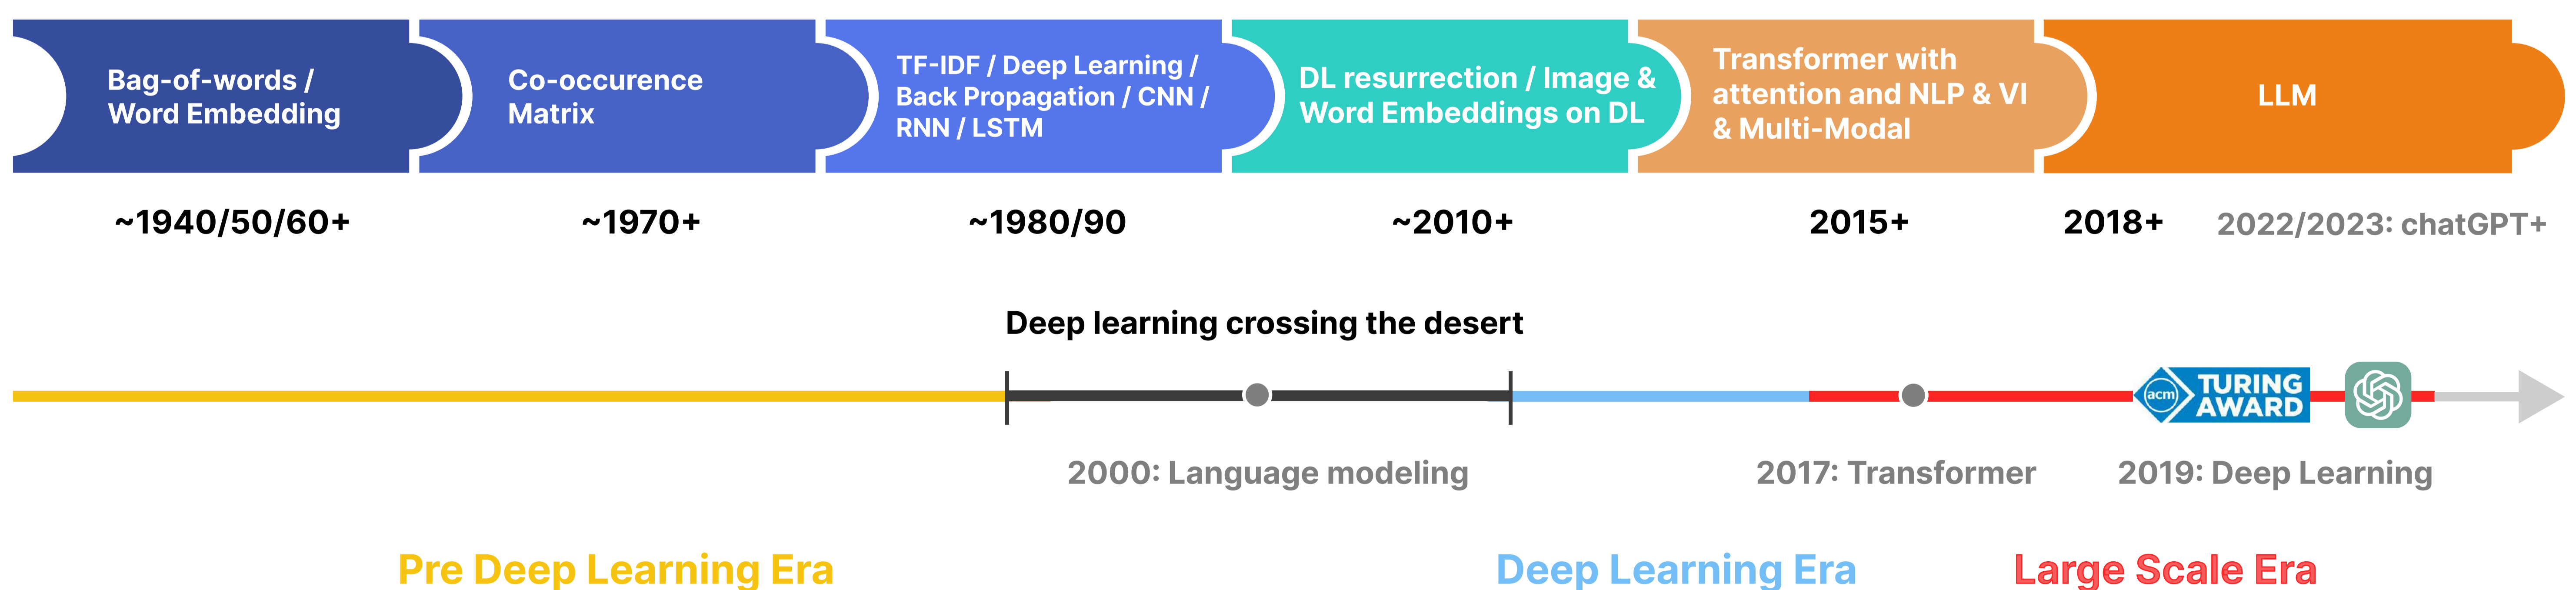 Bag-of-words /
Word Embedding
Co-occurence
Matrix
TF-IDF / Deep Learning /
Back Propagation / CNN /
RNN / LSTM
DL resurrection / Image &
Word Embeddings on DL
Transformer with
attention and NLP & VI
& Multi-Modal
LLM
~1940/50/60+
~1970+
~1980/90
~2010+
2015+
2018+
2022/2023: chatGPT+
Deep learning crossing the desert
acm
TURING
AWARD
2000: Language modeling
2017: Transformer
2019: Deep Learning
Pre Deep Learning Era
Deep Learning Era
Large Scale Era